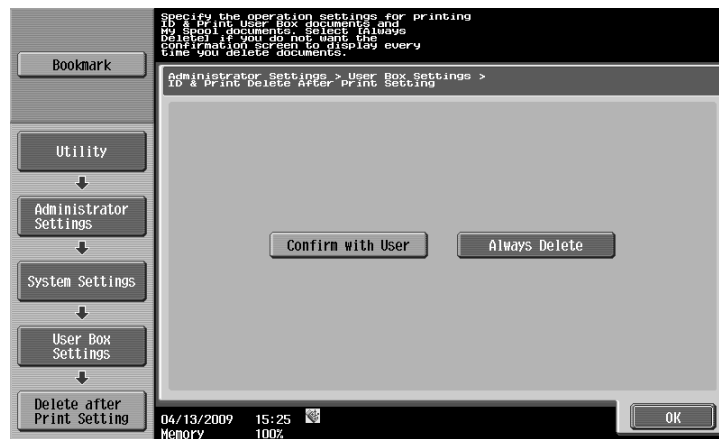 Specify the operation settings for printing
ID & Print User Box documents and
My Spool documents. Select [Always
Delete] if you do not want the
confirmation screen to display every
time you delete documents.
Bookmark
Administrator Settings > User Box Settings >
ID & Print Delete After Print Setting
Utility
Administrator
Settings
System Settings
User Box
Settings
Delete after
Print Setting
Confirm with User
Always Delete
04/13/2009 15:25
Memory 100%
OK